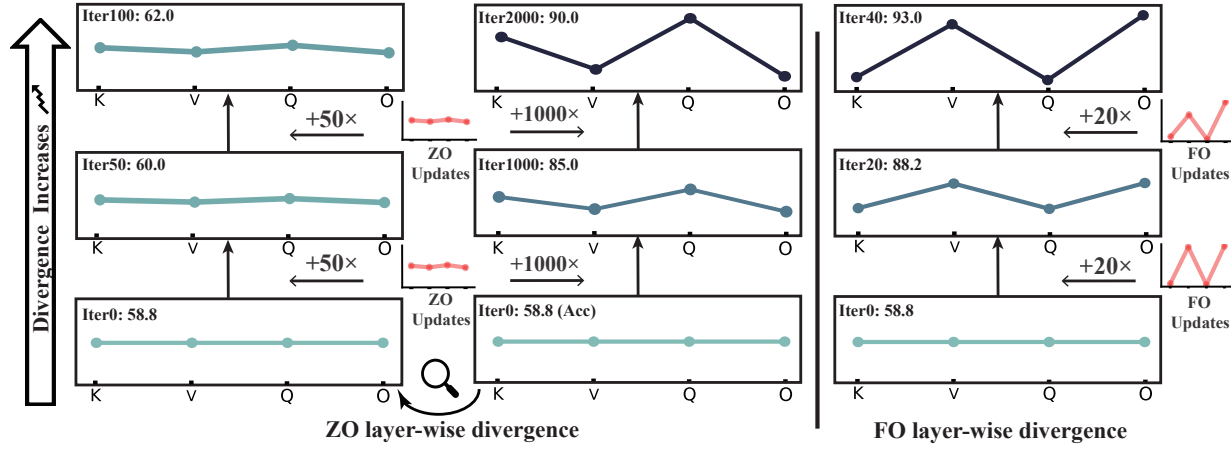 Divergence Increases
Iter100: 62.0
K V Q O
Iter2000: 90.0
K V Q O
Iter40: 93.0
K V Q O
+50×
ZO
Updates
+1000×
+20×
FO
Updates
Iter50: 60.0
K V Q O
Iter1000: 85.0
K V Q O
Iter20: 88.2
K V Q O
+50×
ZO
Updates
+1000×
+20×
FO
Updates
Iter0: 58.8
K V Q O
Iter0: 58.8 (Acc)
K V Q O
Iter0: 58.8
K V Q O
ZO layer-wise divergence
FO layer-wise divergence